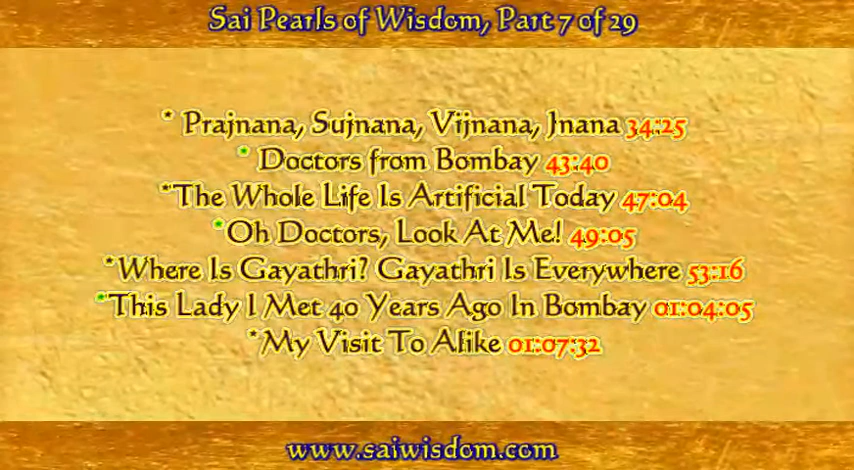 Sai Pearls of Wisdom, Part 7 of 29
* Prajnana, Sujnana, Vijnana, Jnana 34:25
* Doctors from Bombay 43:40
*The Whole Life Is Artificial Today 47:04
*Oh Doctors, Look At Me! 49:05
*Where Is Gayathri? Gayathri Is Everywhere 53:16
*This Lady I Met 40 Years Ago In Bombay 01:04:05
*My Visit To Alike 01:07:32
www.saiwisdom.com